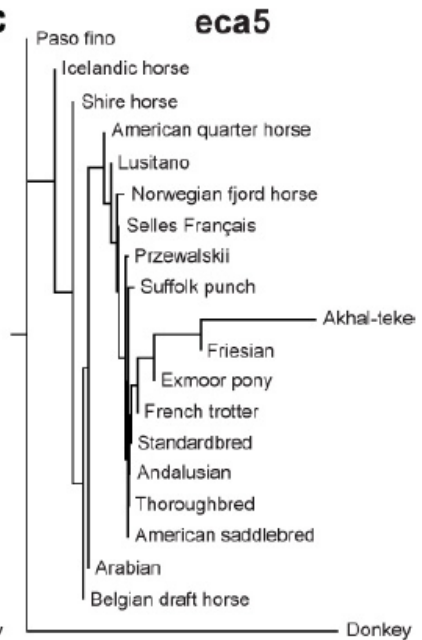 eca5
Paso fino
Icelandic horse
Shire horse
American quarter horse
Lusitano
Norwegian fjord horse
Selles Français
Przewalskii
Suffolk punch
Akhal-teke
Friesian
Exmoor pony
French trotter
Standardbred
Andalusian
Thoroughbred
American saddlebred
Arabian
Belgian draft horse
Donkey